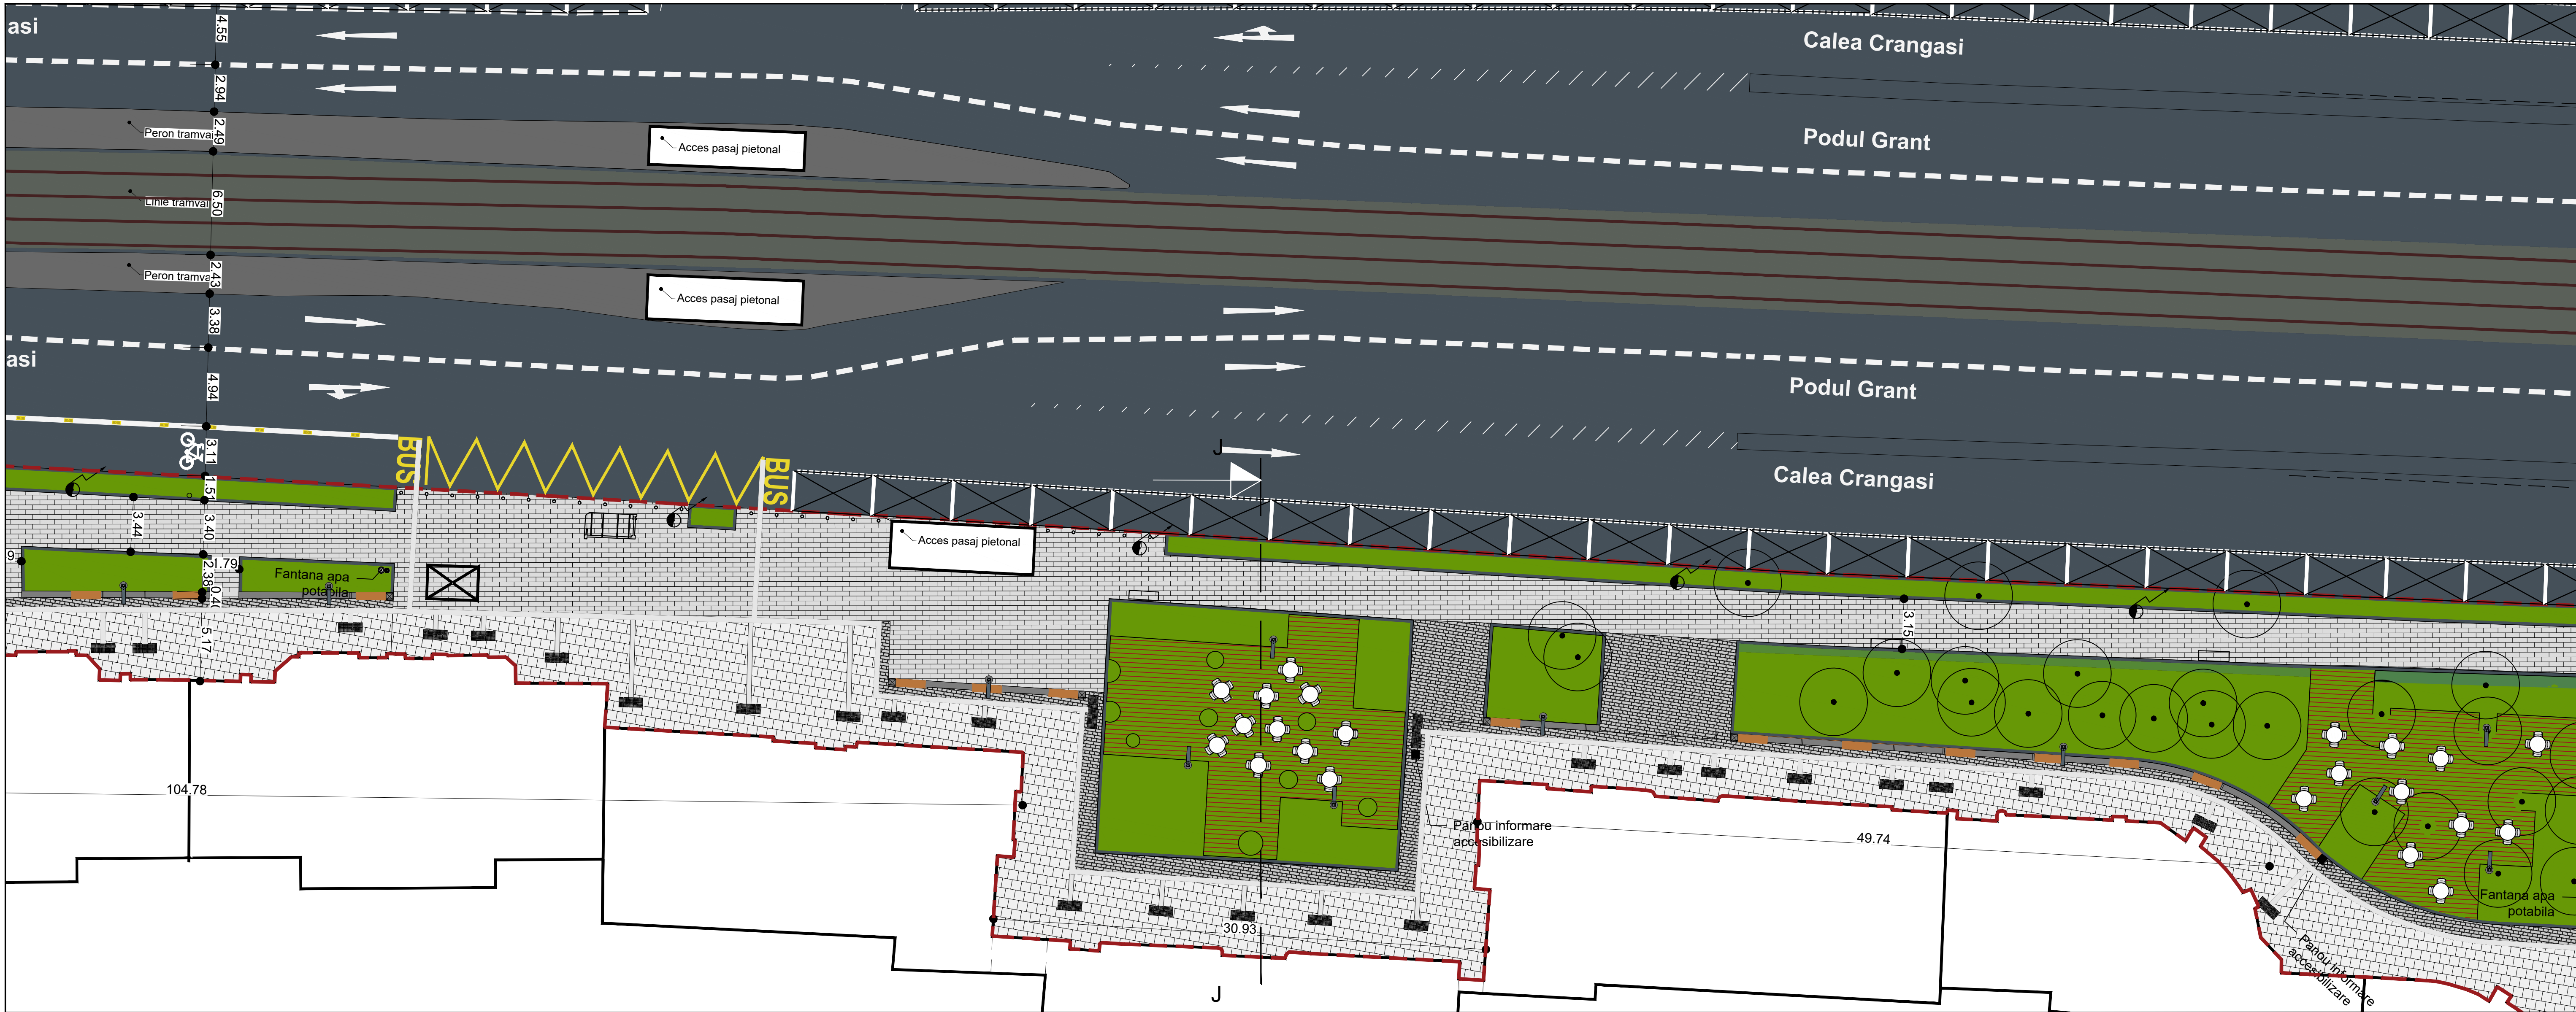 asi
4.55
Calea Crangasi
2.94
2.49
Peron tramvai
Acces pasaj pietonal
Podul Grant
Linie tramvai
6.50
Peron tramva
2.43
Acces pasaj pietonal
3.38
asi
4.94
Podul Grant
BUS
BUS
3.11
J
Calea Crangasi
1.51
3.44
3.40
Acces pasaj pietonal
9
1.79
2.38
Fantana apa
potabila
3.15
5.17
104.78
Panou informare
accesibilizare
49.74
30.93
Fantana apa
potabila
Panou informare
accesibilizare
J